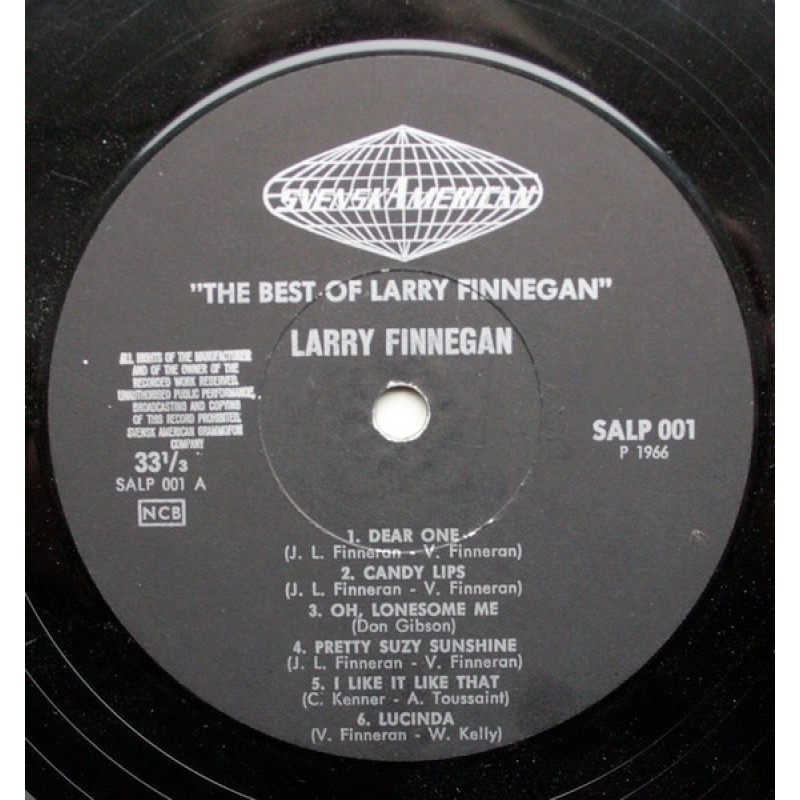 SVENSKAMERICAN
"THE BEST OF LARRY FINNEGAN"
LARRY FINNEGAN
ALL RIGHTS OF THE MANUFACTURER
AND OF THE OWNER OF THE
RECORDED WORK RESERVED.
UNAUTHORISED PUBLIC PERFORMANCE,
BROADCASTING AND COPYING
OF THIS RECORD PROHIBITED.
SVENSK AMERICAN GRAMMOFON
COMPANY
33 1/3
SALP 001 A
NCB
SALP 001
P 1966
1. DEAR ONE
(J. L. Finneran - V. Finneran)
2. CANDY LIPS
(J. L. Finneran - V. Finneran)
3. OH, LONESOME ME
(Don Gibson)
4. PRETTY SUZY SUNSHINE
(J. L. Finneran - V. Finneran)
5. I LIKE IT LIKE THAT
(C. Kenner - A. Toussaint)
6. LUCINDA
(V. Finneran - W. Kelly)